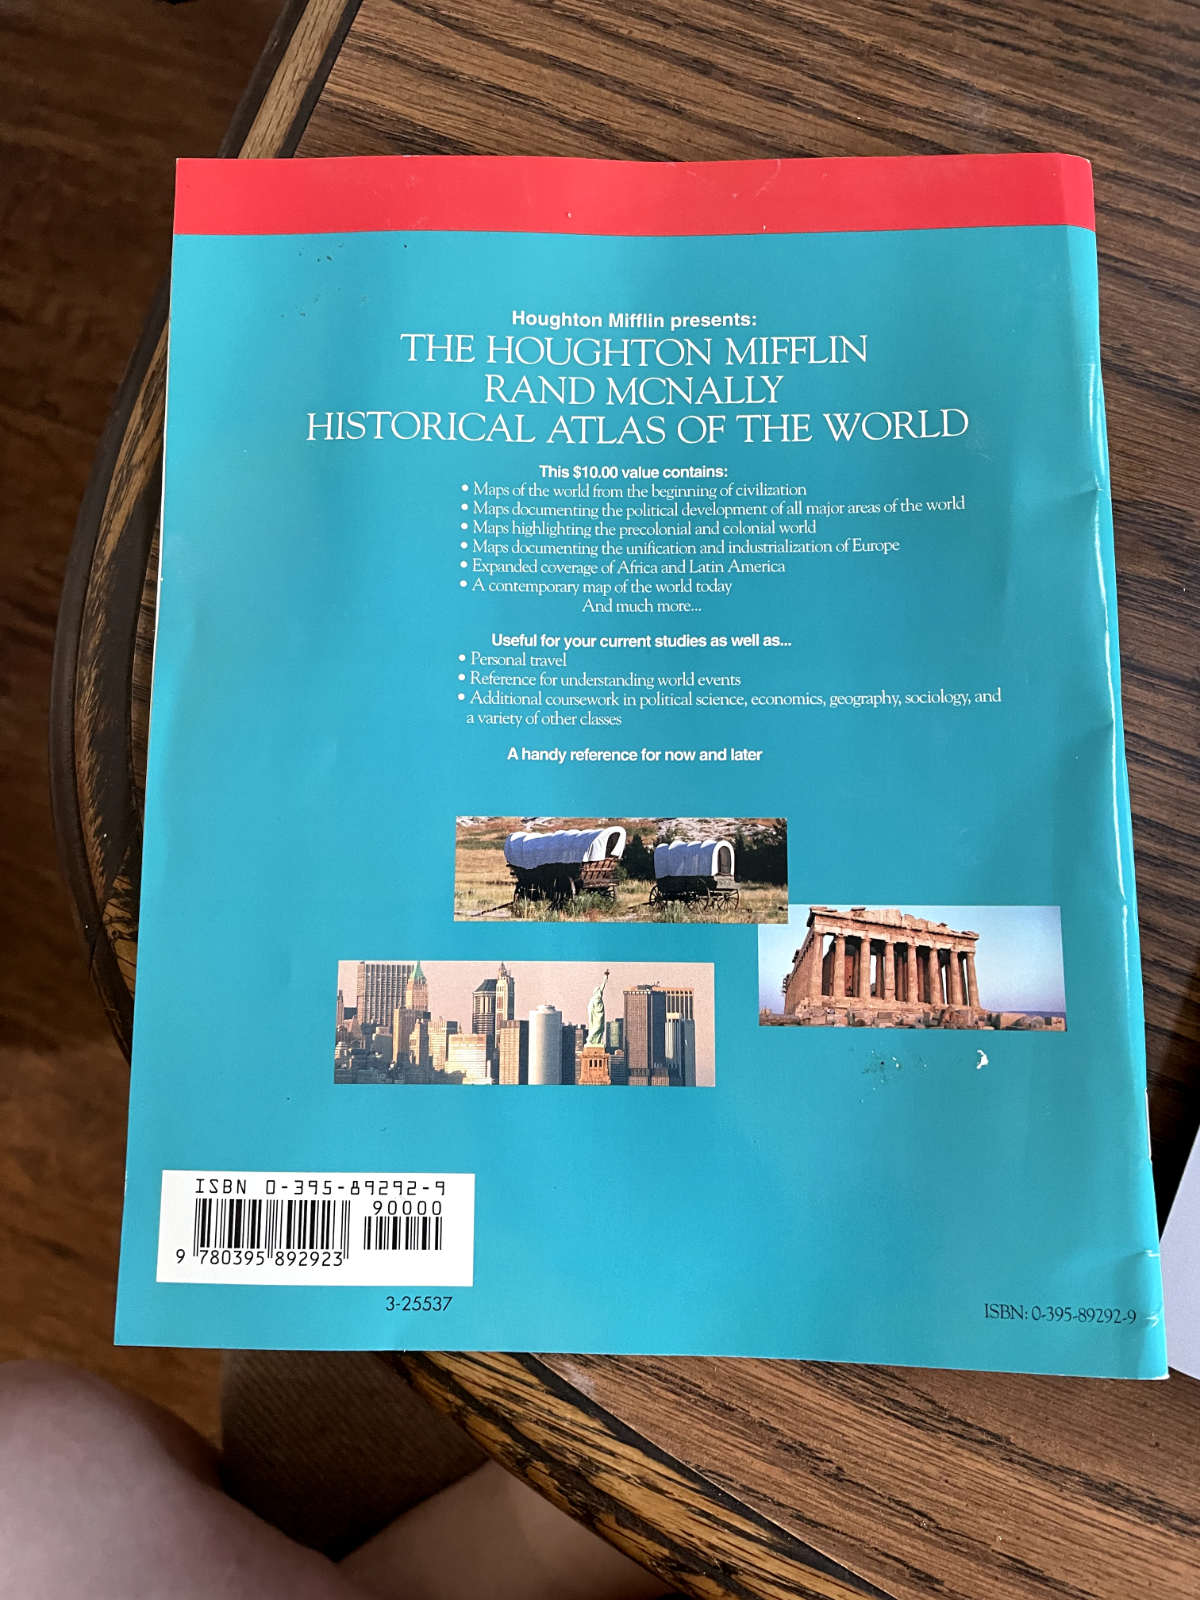 Houghton Mifflin presents:
THE HOUGHTON MIFFLIN
RAND MCNALLY
HISTORICAL ATLAS OF THE WORLD
This $10.00 value contains:
• Maps of the world from the beginning of civilization
• Maps documenting the political development of all major areas of the world
• Maps highlighting the precolonial and colonial world
• Maps documenting the unification and industrialization of Europe
• Expanded coverage of Africa and Latin America
• A contemporary map of the world today
And much more...
Useful for your current studies as well as...
• Personal travel
• Reference for understanding world events
• Additional coursework in political science, economics, geography, sociology, and
a variety of other classes
A handy reference for now and later
ISBN 0-395-89292-9
90000
9 780395 892923
3-25537
ISBN: 0-395-89292-9